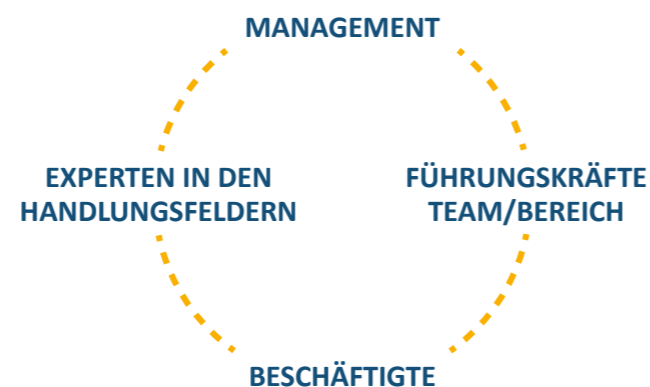 MANAGEMENT
EXPERTEN IN DEN
HANDLUNGSFELDERN
FÜHRUNGSKRÄFTE
TEAM/BEREICH
BESCHÄFTIGTE